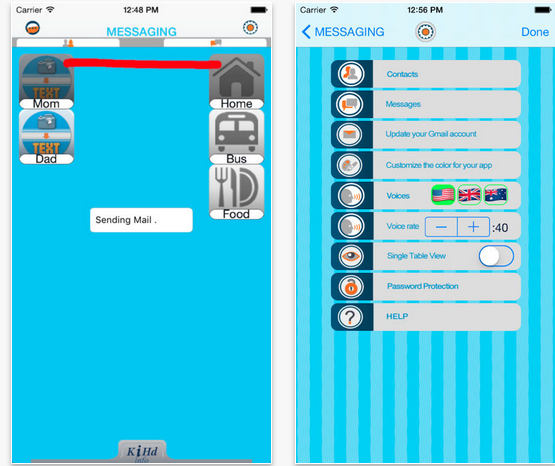 Carrier 12:48 PM
MESSAGING
TEXT
Mom
Home
TEXT
Dad
Bus
Food
Sending Mail .
KiHd
info
Carrier 12:56 PM
MESSAGING Done
Contacts
Messages
Update your Gmail account
Customize the color for your app
Voices
Voice rate − + :40
Single Table View
Password Protection
? HELP